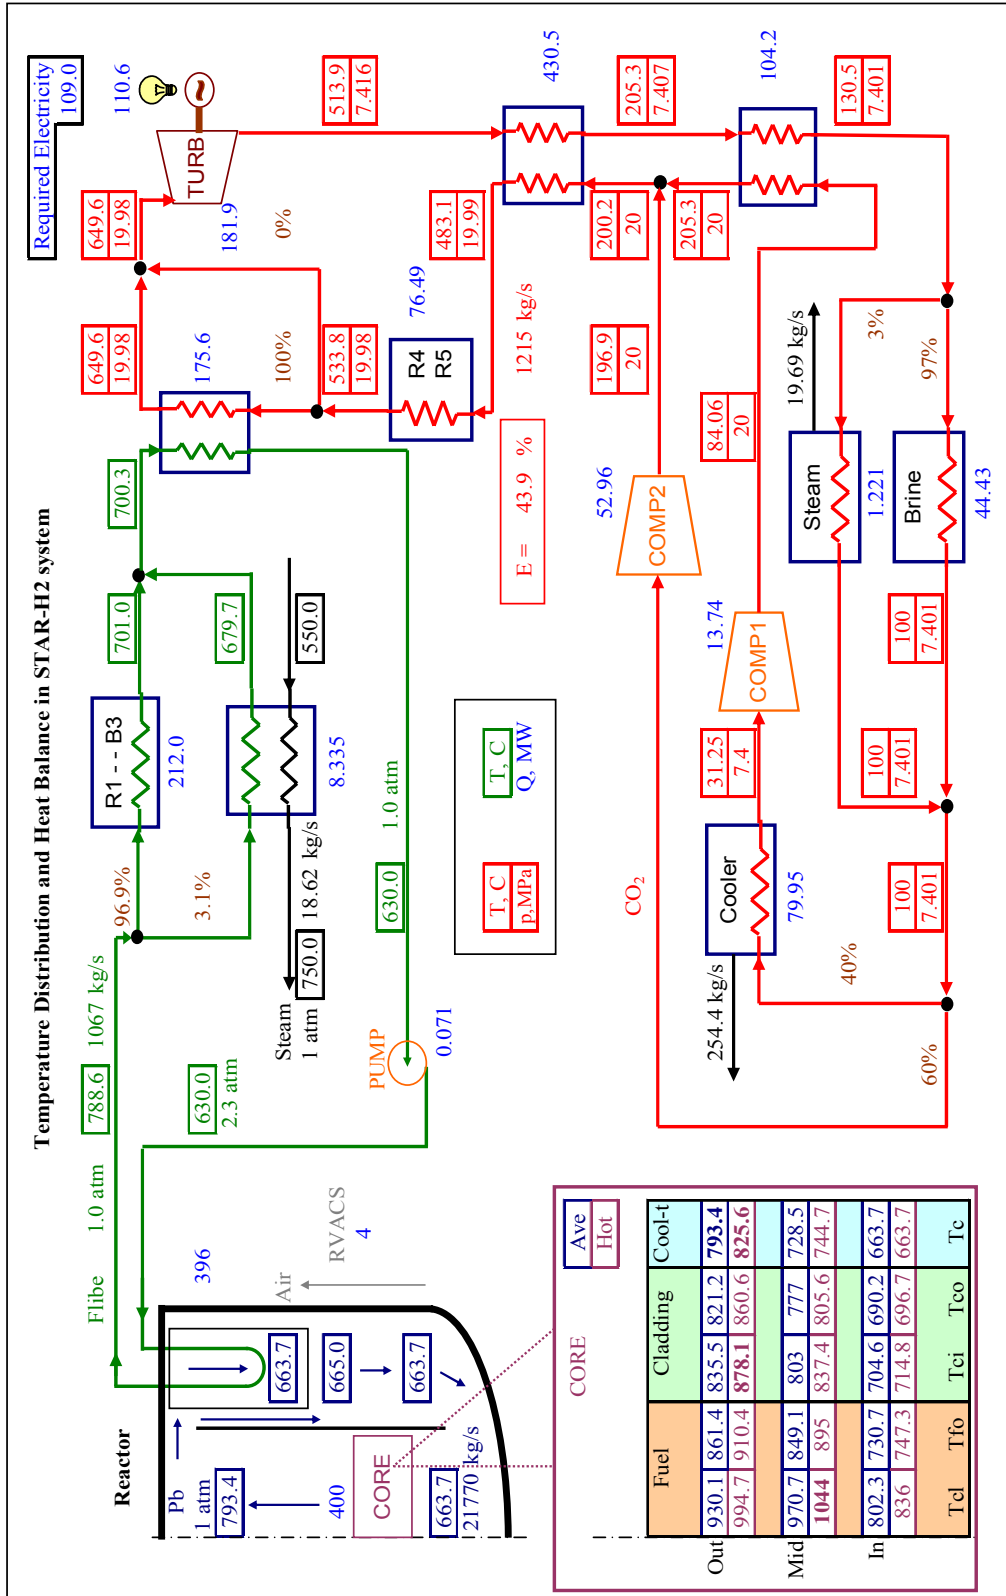 Temperature Distribution and Heat Balance in STAR-H2 system
Required Electricity
109.0
110.6
TURB
181.9
649.6
19.98
0%
649.6
19.98
175.6
100%
533.8
19.98
76.49
R4
R5
483.1
19.99
513.9
7.416
430.5
205.3
7.407
104.2
130.5
7.401
200.2
20
205.3
20
1215 kg/s
196.9
20
84.06
20
E = 43.9 %
52.96
COMP2
13.74
COMP1
19.69 kg/s
3%
97%
Steam
1.221
Brine
44.43
100
7.401
100
7.401
100
7.401
31.25
7.4
Cooler
79.95
254.4 kg/s
40%
60%
CO2
700.3
701.0
679.7
550.0
R1 - - B3
212.0
8.335
96.9%
3.1%
18.62 kg/s
Steam
1 atm
750.0
1.0 atm
630.0
PUMP
0.071
T, C
Q, MW
T, C
p,MPa
1067 kg/s
788.6
630.0
2.3 atm
1.0 atm
Flibe
396
RVACS
4
Air
Reactor
Pb
1 atm
793.4
400
CORE
663.7
21770 kg/s
663.7
665.0
663.7
CORE
Ave
Hot
Fuel Cladding Cool-t
Out 930.1 861.4 835.5 821.2 793.4
994.7 910.4 878.1 860.6 825.6
Mid 970.7 849.1 803 777 728.5
1044 895 837.4 805.6 744.7
In 802.3 730.7 704.6 690.2 663.7
836 747.3 714.8 696.7 663.7
Tcl Tfo Tci Tco Tc